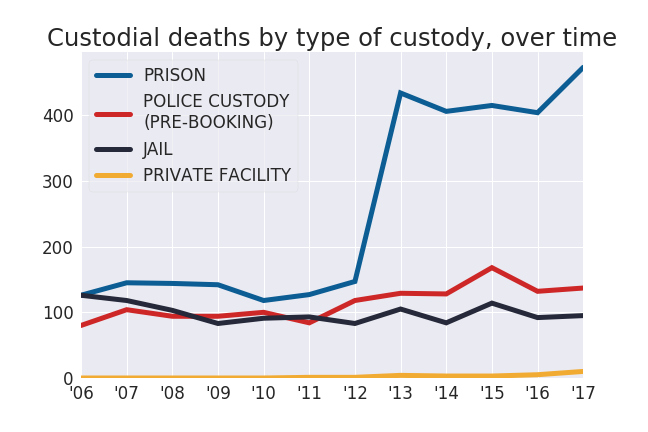 Custodial deaths by type of custody, over time
PRISON
POLICE CUSTODY
(PRE-BOOKING)
JAIL
PRIVATE FACILITY
400
300
200
100
0
'06 '07 '08 '09 '10 '11 '12 '13 '14 '15 '16 '17